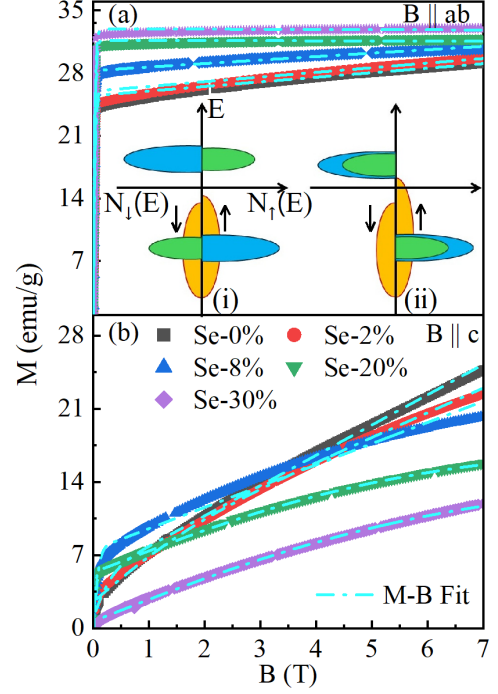 35
(a)
B || ab
28
21
E
14
N↓(E)
N↑(E)
↓
↑
↓
↑
7
(i)
(ii)
M (emu/g)
28
(b)
Se-0%
Se-2%
B || c
Se-8%
Se-20%
21
Se-30%
14
7
M-B Fit
0
0 1 2 3 4 5 6 7
B (T)